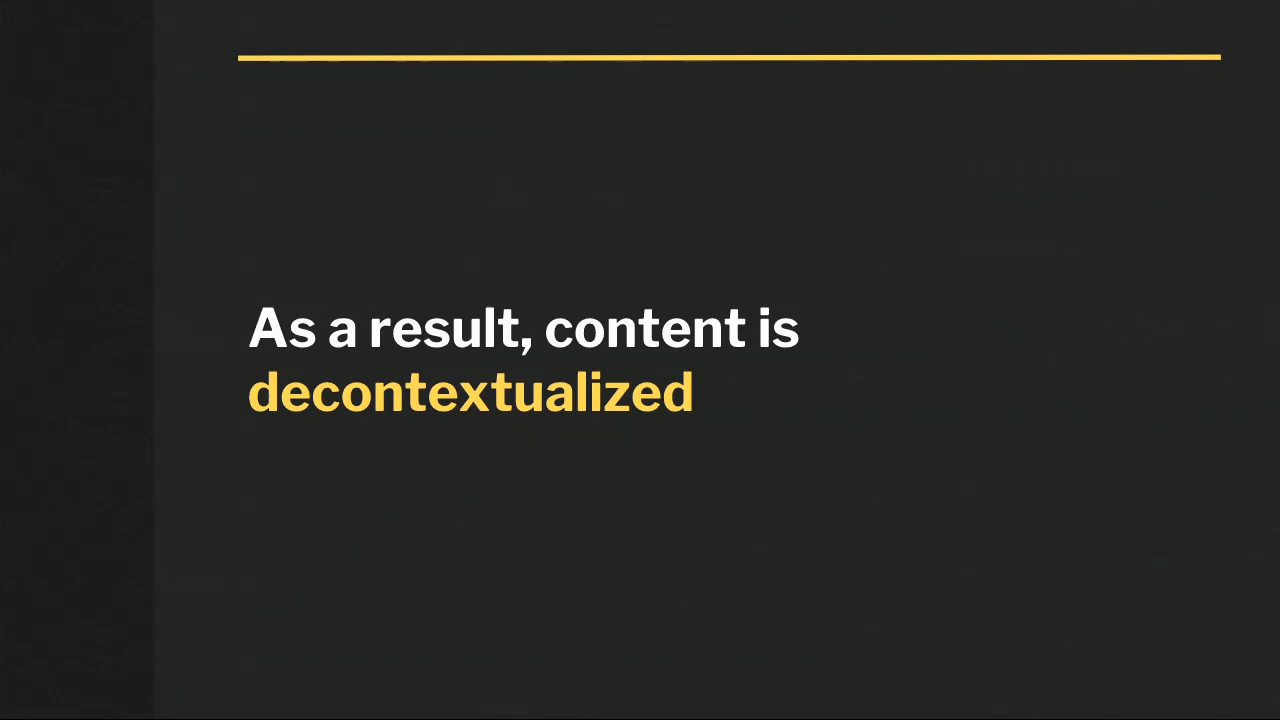 As a result, content is
decontextualized